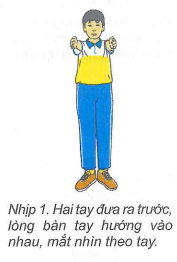 Nhịp 1. Hai tay đưa ra trước,
lòng bàn tay hướng vào
nhau, mắt nhìn theo tay.